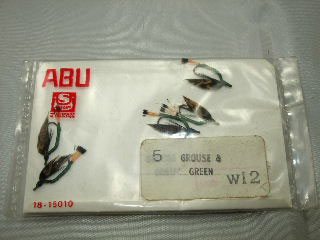 ABU
S
5 GROUSE &
GREEN W12
18-15010